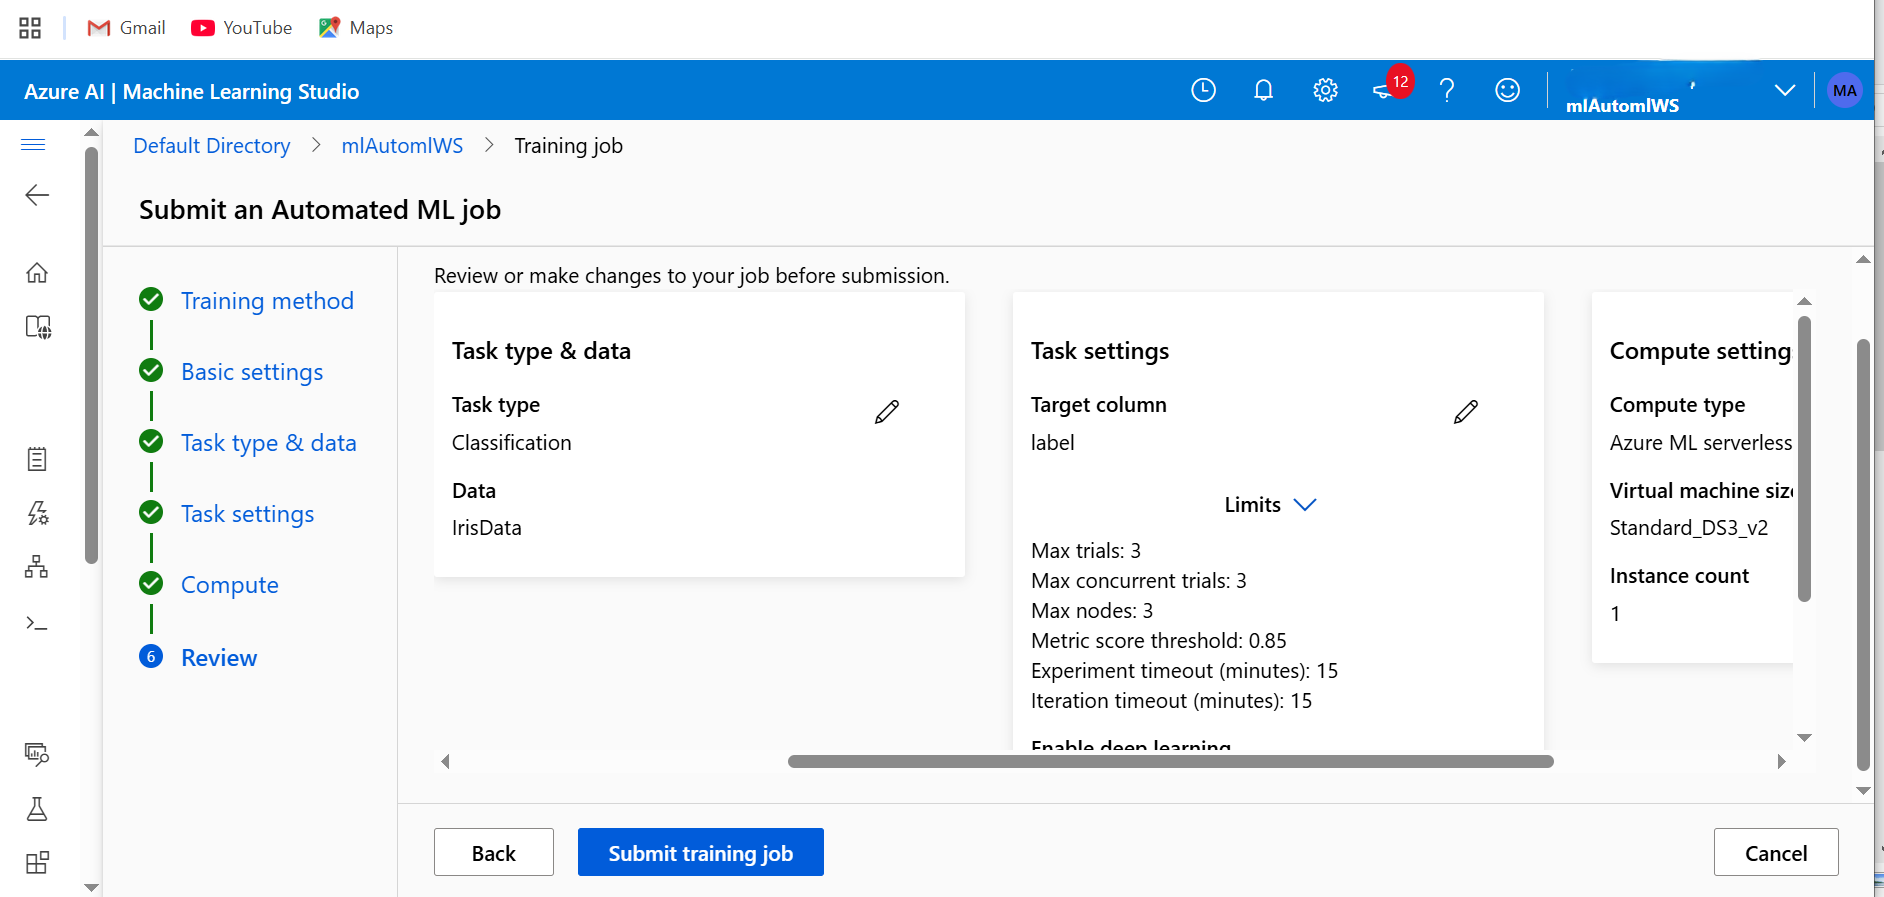 Gmail YouTube Maps
Azure AI | Machine Learning Studio
12
mlAutomlWS
MA
Default Directory > mlAutomlWS > Training job
Submit an Automated ML job
Training method
Basic settings
Task type & data
Task settings
Compute
6 Review
Review or make changes to your job before submission.
Task type & data
Task type
Classification
Data
IrisData
Task settings
Target column
label
Limits
Max trials: 3
Max concurrent trials: 3
Max nodes: 3
Metric score threshold: 0.85
Experiment timeout (minutes): 15
Iteration timeout (minutes): 15
Enable deep learning
Compute setting
Compute type
Azure ML serverless
Virtual machine size
Standard_DS3_v2
Instance count
1
Back
Submit training job
Cancel